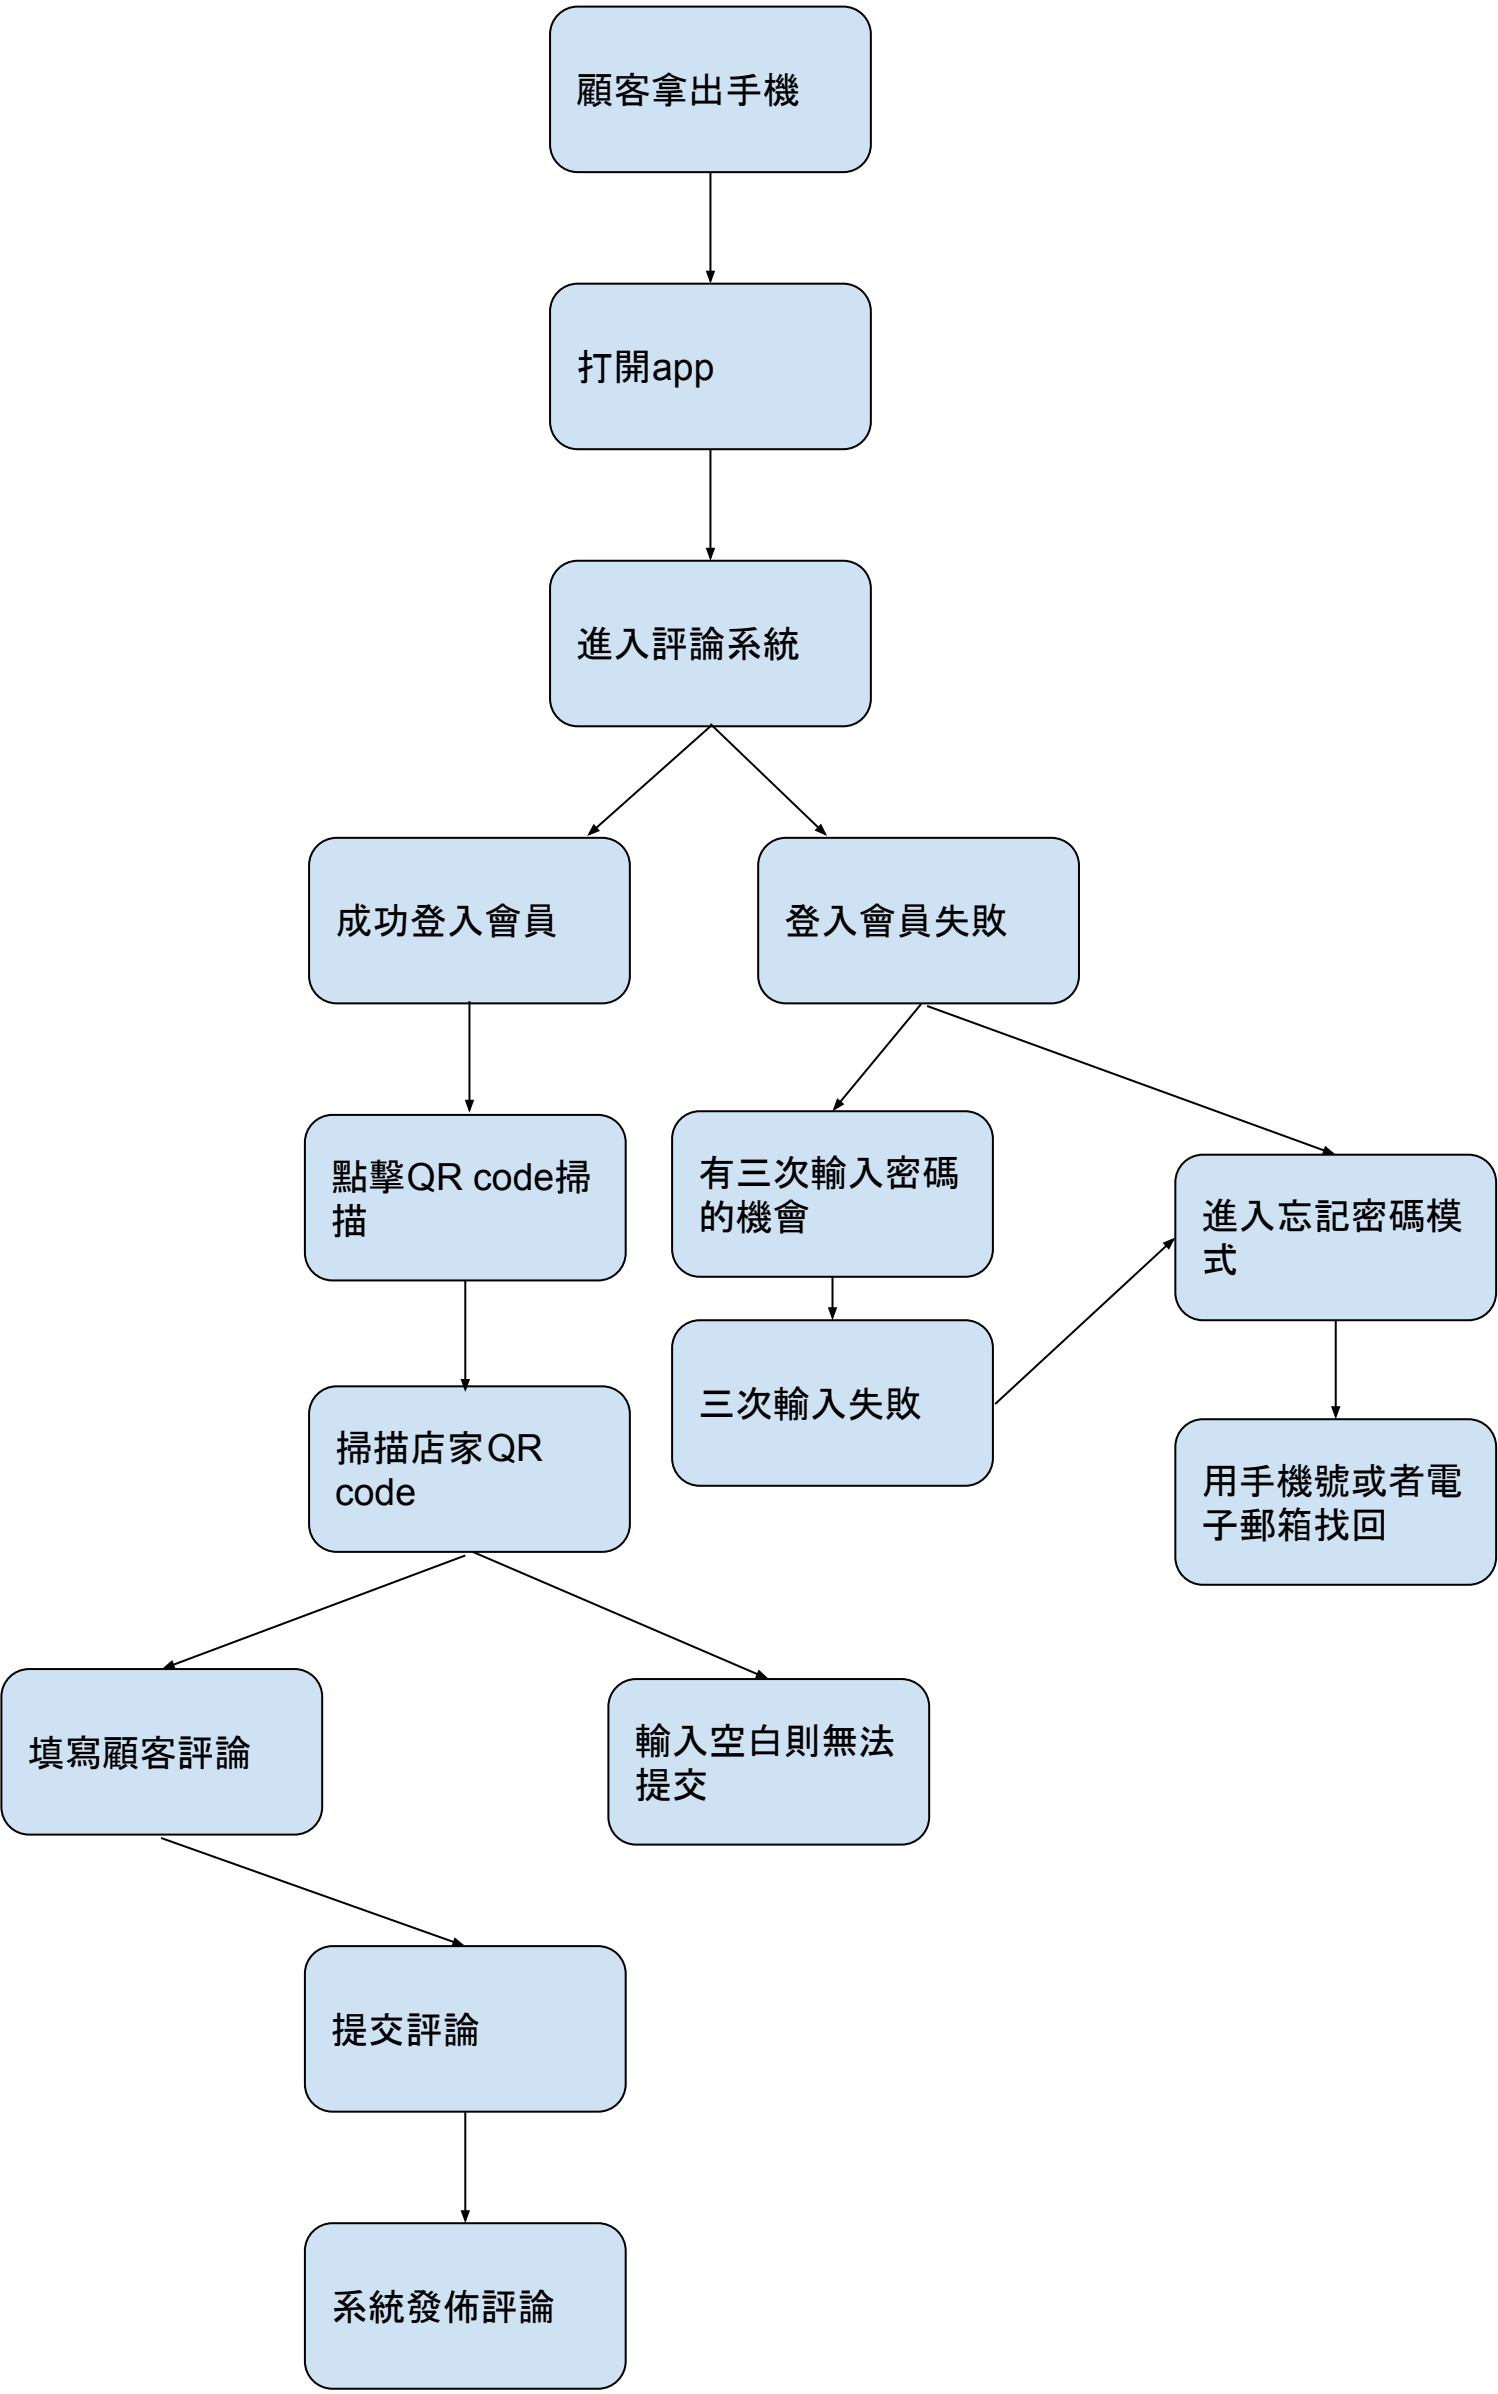 顧客拿出手機
打開app
進入評論系統
成功登入會員
登入會員失敗
點擊QR code掃
描
有三次輸入密碼
的機會
進入忘記密碼模
式
三次輸入失敗
掃描店家QR
code
用手機號或者電
子郵箱找回
填寫顧客評論
輸入空白則無法
提交
提交評論
系統發佈評論